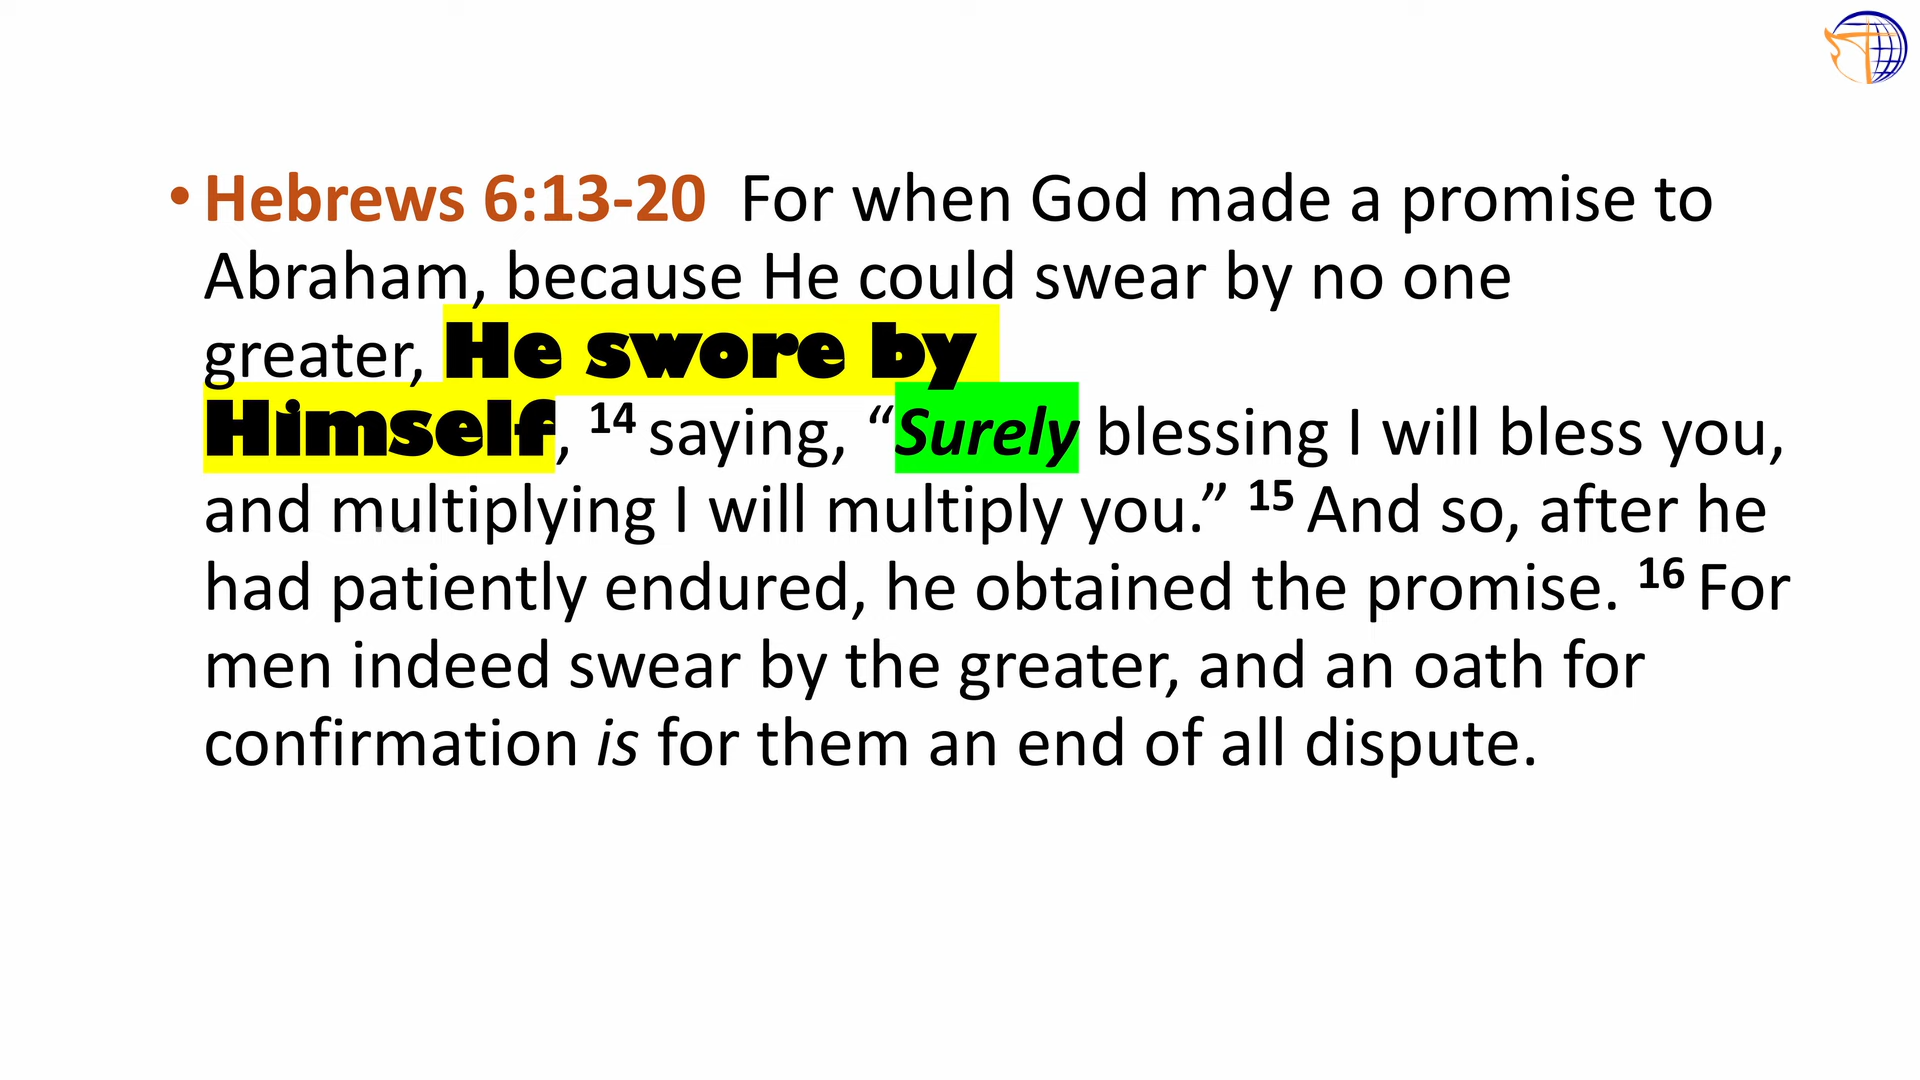 • Hebrews 6:13-20  For when God made a promise to
Abraham, because He could swear by no one
greater, He swore by
Himself, 14 saying, “Surely blessing I will bless you,
and multiplying I will multiply you.” 15 And so, after he
had patiently endured, he obtained the promise. 16 For
men indeed swear by the greater, and an oath for
confirmation is for them an end of all dispute.